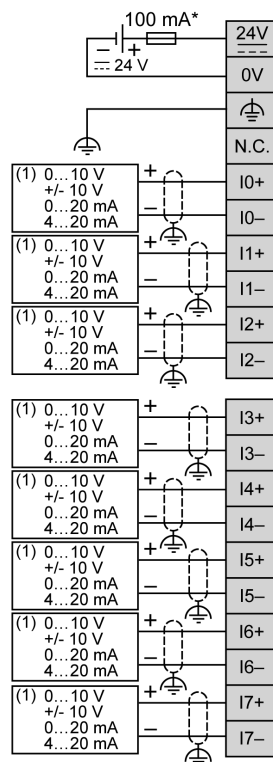 100 mA*
24V
− +
24 V
0V
N.C.
(1) 0...10 V
+/- 10 V
0...20 mA
4...20 mA
+
−
I0+
I0−
(1) 0...10 V
+/- 10 V
0...20 mA
4...20 mA
+
−
I1+
I1−
(1) 0...10 V
+/- 10 V
0...20 mA
4...20 mA
+
−
I2+
I2−
(1) 0...10 V
+/- 10 V
0...20 mA
4...20 mA
+
−
I3+
I3−
(1) 0...10 V
+/- 10 V
0...20 mA
4...20 mA
+
−
I4+
I4−
(1) 0...10 V
+/- 10 V
0...20 mA
4...20 mA
+
−
I5+
I5−
(1) 0...10 V
+/- 10 V
0...20 mA
4...20 mA
+
−
I6+
I6−
(1) 0...10 V
+/- 10 V
0...20 mA
4...20 mA
+
−
I7+
I7−